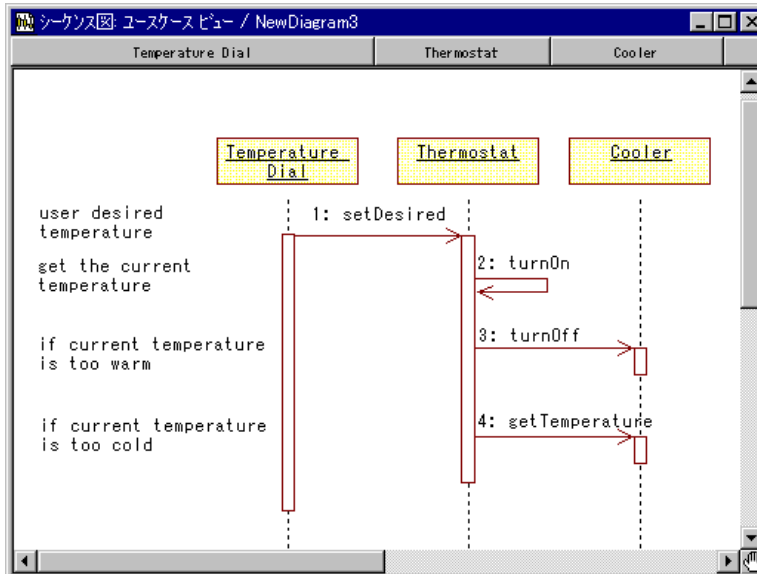 シーケンス図: ユースケース ビュー / NewDiagram3
Temperature Dial
Thermostat
Cooler
Temperature
Dial
Thermostat
Cooler
user desired
temperature
1: setDesired
get the current
temperature
2: turnOn
if current temperature
is too warm
3: turnOff
if current temperature
is too cold
4: getTemperature